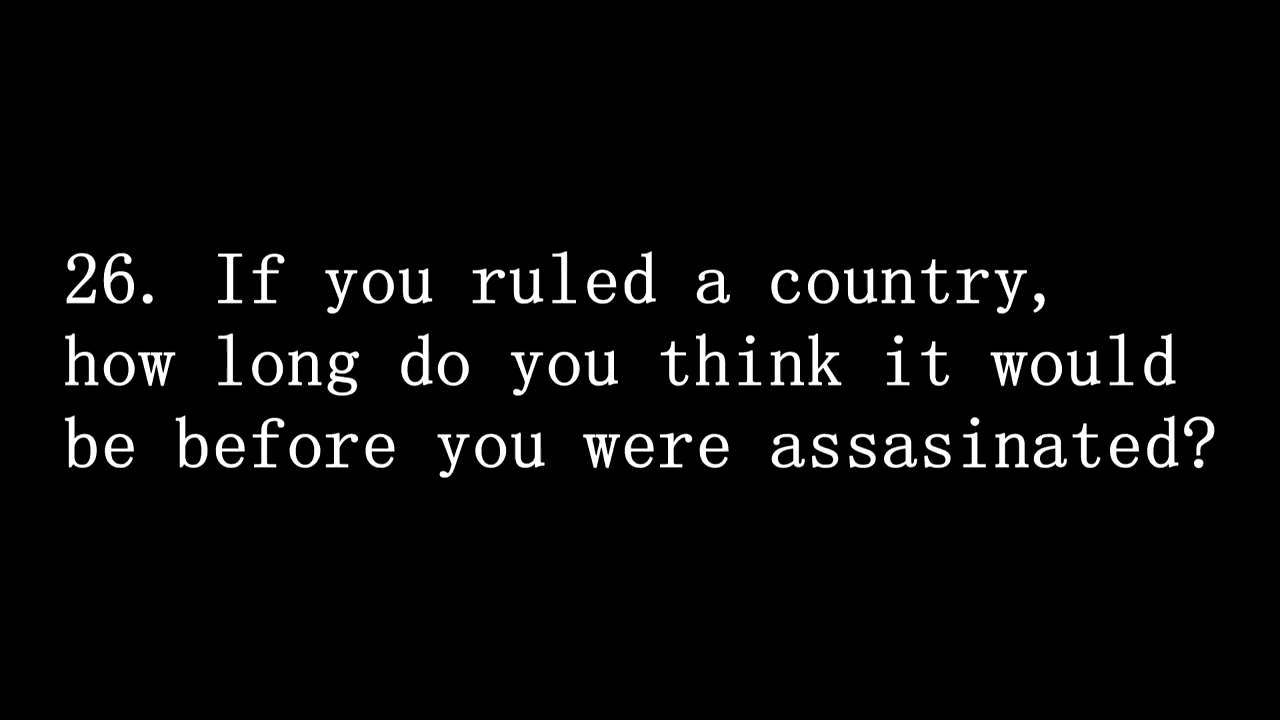 26. If you ruled a country,
how long do you think it would
be before you were assasinated?